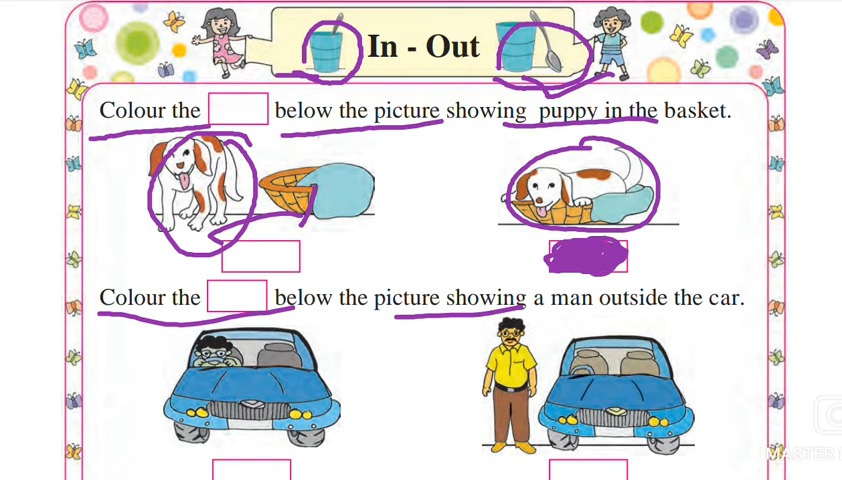 In - Out
Colour the below the picture showing puppy in the basket.
Colour the below the picture showing a man outside the car.
MASTER